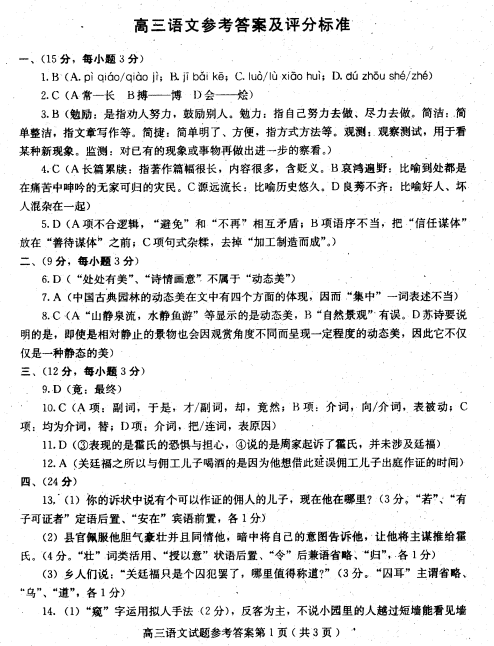 高三语文参考答案及评分标准
一、(15分，每小题3分)
1. B (A. pì qiáo/qiào jì; B. jī bǎi kē; C. luò/lù xiāo huì; D. dú zhōu shé/zhé)
2. C (A常—长 B搏——博 D会——烩)
3. B (勉励：是指劝人努力，鼓励别人。勉力：指自己努力去做、尽力去做。简洁：简
单整洁，指文章写作等。简捷：简单明了、方便，指方式方法等。观测：观察测试，用于看
某种新现象。监测：对已有的现象或事物再做出进一步的察看。)
4. C (A长篇累牍：指著作篇幅很长，内容很多，含贬义。B哀鸿遍野：比喻到处都是
在痛苦中呻吟的无家可归的灾民。C源远流长：比喻历史悠久。D良莠不齐：比喻好人、坏
人混杂在一起)
5. D (A项不合逻辑，“避免”和“不再”相互矛盾；B项语序不当，把“信任谋体”
放在“善待谋体”之前；C项句式杂糅，去掉“加工制造而成”。)
二、(9分，每小题3分)
6. D (“处处有美”、“诗情画意”不属于“动态美”)
7. A (中国古典园林的动态美在文中有四个方面的体现，因而“集中”一词表述不当)
8. C (A“山静泉流，水静鱼游”等显示的是动态美，B“自然景观”有误。D苏诗要说
明的是，即使是相对静止的景物也会因观赏角度不同而呈现一定程度的动态美，因此它不仅
仅是一种静态的美)
三、(12分，每小题3分)
9. D (竟：最终)
10. C (A项：副词，于是，才/副词，却，竟然；B项：介词，向/介词，表被动；C
项：均为介词，替；D项：介词，把/连词，表原因)
11. D (③表现的是霍氏的恐惧与担心，④说的是周家起诉了霍氏，并未涉及廷福)
12. A (关廷福之所以与佣工儿子喝酒的是因为他想借此延误佣工儿子出庭作证的时间)
四、(24分)
13. (1) 你的诉状中说有个可以作证的佣人的儿子，现在他在哪里？(3分。“若”、“有
子可证者”定语后置、“安在”宾语前置，各1分)
(2) 县官佩服他胆气豪壮并且同情他，暗中将自己的意图告诉他，让他将主谋推给霍
氏。(4分。“壮”词类活用、“授以意”状语后置、“令”后兼语省略、“归”，各1分)
(3) 乡人们说：“关廷福只是个囚犯罢了，哪里值得称道？”(3分。“囚耳”主谓省略、
“乌”、“道”，各1分)
14. (1)“窥”字运用拟人手法(2分)，反客为主，不说小园里的人越过短墙能看见墙
高三语文试题参考答案第1页(共3页)